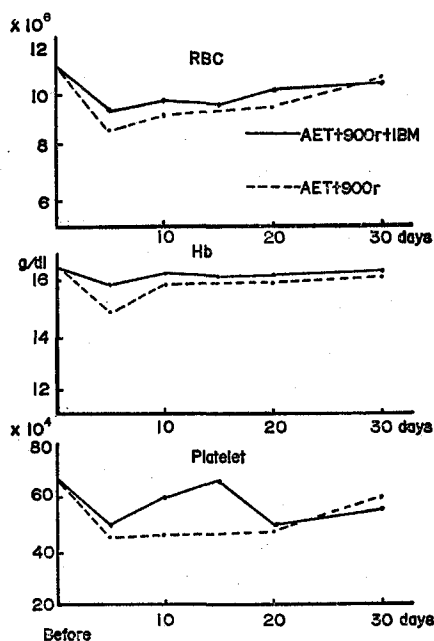 x̄ 10⁶
12
RBC
10
AET+900r+IBM
8
AET+900r
6
10 20 30 days
Hb
g/dl
16
14
12
10 20 30 days
x 10⁴
80
Platelet
60
40
20
10 20 30 days
Before